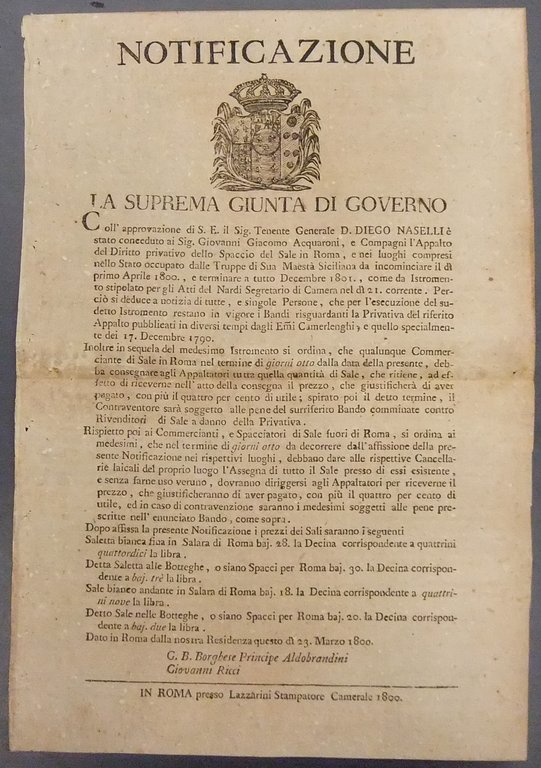 NOTIFICAZIONE
LA SUPREMA GIUNTA DI GOVERNO
Coll' approvazione di S. E. il Sig. Tenente Generale D. DIEGO NASELLI è
stato conceduto ai Sig. Giovanni Giacomo Acquaroni, e Compagni l'Appalto
del Diritto privativo dello Spaccio del Sale in Roma, e nei luoghi compresi
nello Stato occupato dalle Truppe di Sua Maestà Siciliana da incominciare il dì
primo Aprile 1800., e terminare a tutto Decembre 1801., come da Istromento
stipolato per gli Atti del Nardi Segretario di Camera nel dì 21. corrente. Per-
ciò si deduce a notizia di tutte, e singole Persone, che per l'esecuzione del su-
detto Istromento restano in vigore i Bandi risguardanti la Privativa del riferito
Appalto pubblicati in diversi tempi dagli Emi Camerlenghi, e quello specialmen-
te dei 17. Decembre 1790.
Inoltre in sequela del medesimo Istromento si ordina, che qualunque Commer-
ciante di Sale in Roma nel termine di giorni otto dalla data della presente, deb-
ba consegnare agli Appaltatori tutta quella quantità di Sale, che ritiene, ad ef-
fetto di riceverne nell' atto della consegna il prezzo, che giustificherà di aver
pagato, con più il quattro per cento di utile; spirato poi il detto termine, il
Contraventore sarà soggetto alle pene del surriferito Bando comminate contro
Rivenditori di Sale a danno della Privativa.
Rispetto poi ai Commercianti, e Spacciatori di Sale fuori di Roma, si ordina ai
medesimi, che nel termine di giorni otto da decorrere dall'affissione della pre-
sente Notificazione nei rispettivi luoghi, debbano dare alle rispettive Cancella-
rìe laicali del proprio luogo l'Assegna di tutto il Sale presso di essi esistente,
e senza farne uso veruno, dovranno diriggersi agli Appaltatori per riceverne il
prezzo, che giustificheranno di aver pagato, con più il quattro per cento di
utile, ed in caso di contravenzione saranno i medesimi soggetti alle pene pre-
scritte nell' enunciato Bando, come sopra.
Dopo affissa la presente Notificazione i prezzi dei Sali saranno i seguenti
Saletta bianca fina in Salara di Roma baj. 28. la Decina corrispondente a quattrini
quattordici la libra.
Detta Saletta alle Botteghe, o siano Spacci per Roma baj. 30. la Decina corrispon-
dente a baj. trè la libra.
Sale bianco andante in Salara di Roma baj. 18. la Decina corrispondente a quattri-
ni nove la libra.
Detto Sale nelle Botteghe, o siano Spacci per Roma baj. 20. la Decina corrispon-
dente a baj. due la libra.
Dato in Roma dalla nostra Residenza questo dì 23. Marzo 1800.
G. B. Borghese Principe Aldobrandini
Giovanni Ricci
IN ROMA presso Lazzarini Stampatore Camerale 1800.